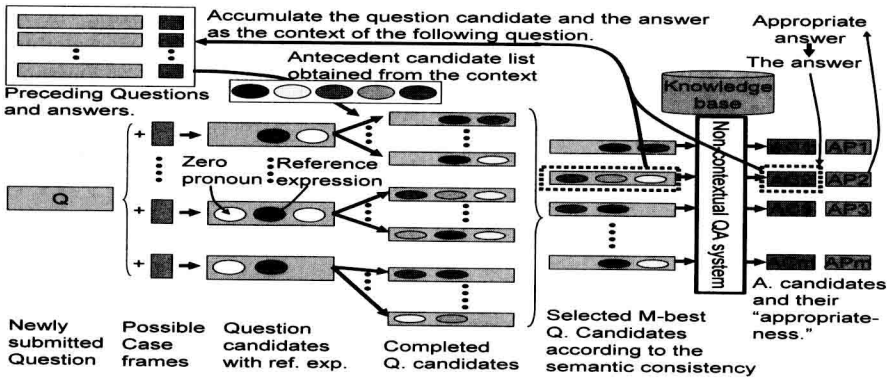 Accumulate the question candidate and the answer
as the context of the following question.
Appropriate
answer
The answer
Antecedent candidate list
obtained from the context
Preceding Questions
and answers.
Knowledge
base
Non-contextual QA system
Zero
pronoun
Reference
expression
Q
+
+
+
AP1
AP2
AP3
APm
Newly
submitted
Question
Possible
Case
frames
Question
candidates
with ref. exp.
Completed
Q. candidates
Selected M-best
Q. Candidates
according to the
semantic consistency
A. candidates
and their
"appropriate-
ness."